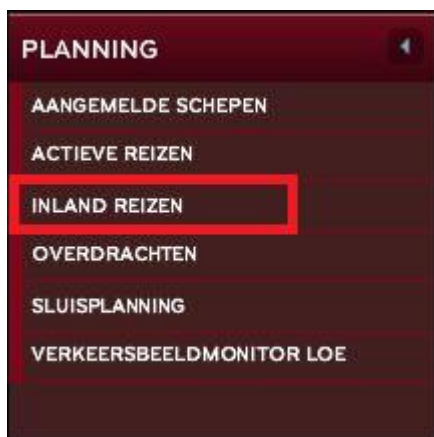 PLANNING
AANGEMELDE SCHEPEN
ACTIEVE REIZEN
INLAND REIZEN
OVERDRACHTEN
SLUISPLANNING
VERKEERSBEELDMONITOR LOE